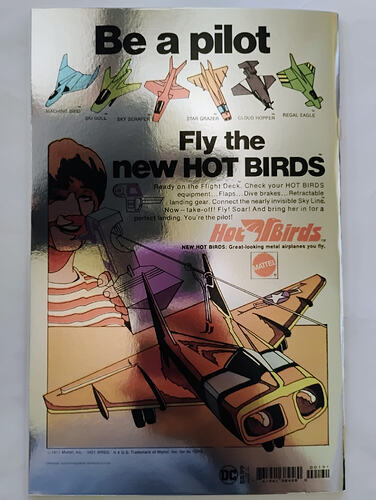 Be a pilot
MACHINE BIRD
SKI GULL
SKY SCRAPER
STAR GRAZER
CLOUD HOPPER
REGAL EAGLE
Fly the
new HOT BIRDS
Ready on the Flight Deck. Check your HOT BIRDS
equipment...Flaps...Dive brakes...Retractable
landing gear. Connect the nearly invisible Sky Line.
Now—take-off! Fly! Soar! And bring her in for a
perfect landing. You're the pilot!
Hot Birds
NEW HOT BIRDS: Great-looking metal airplanes you fly.
MATTEL
DC
00191